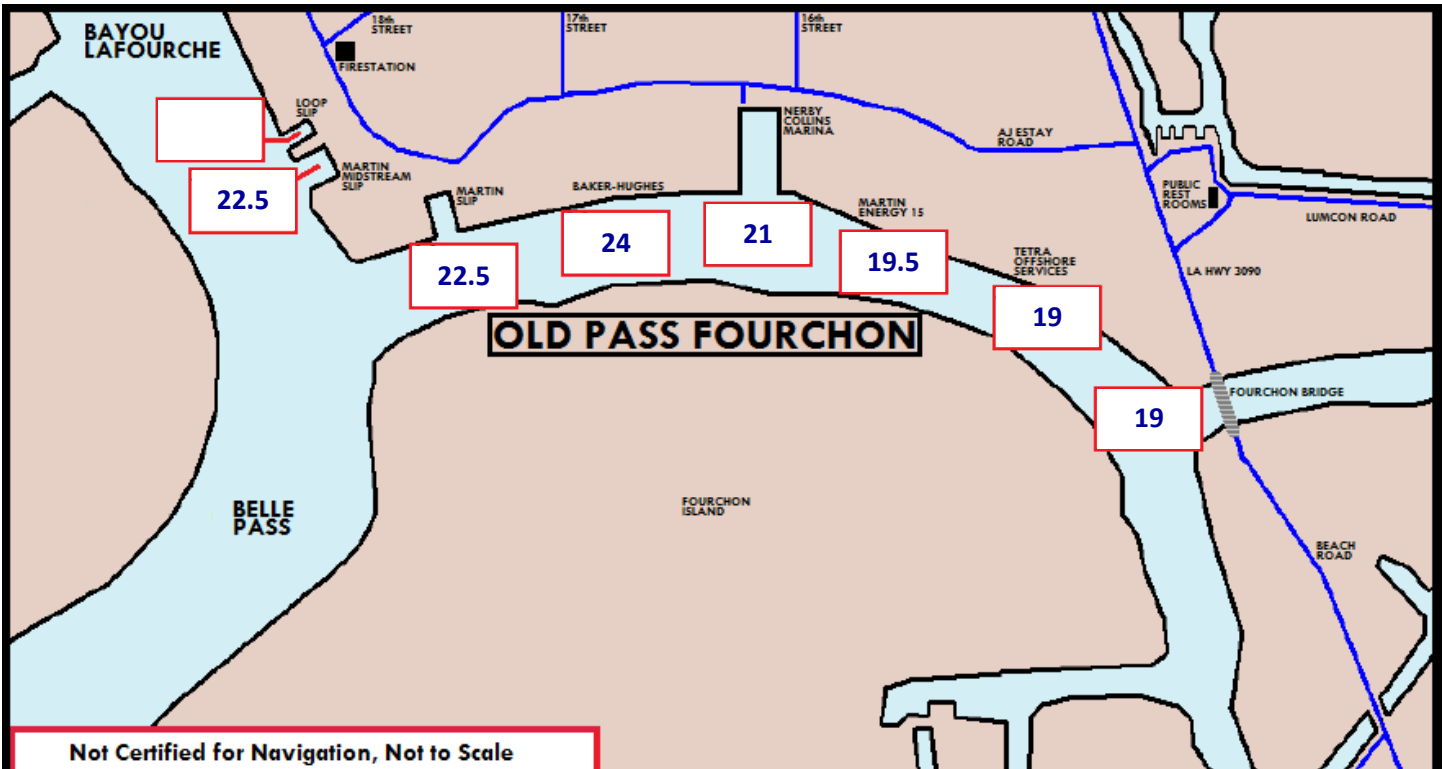 BAYOU
LAFOURCHE
18th
STREET
17th
STREET
16th
STREET
FIRESTATION
LOOP
SLIP
NERBY
COLLINS
MARINA
AJ ESTAY
ROAD
MARTIN
MIDSTREAM
SLIP
22.5
MARTIN
SLIP
BAKER-HUGHES
MARTIN
ENERGY 15
PUBLIC
REST
ROOMS
LUMCON ROAD
22.5
24
21
19.5
TETRA
OFFSHORE
SERVICES
19
LA HWY 3090
OLD PASS FOURCHON
19
FOURCHON BRIDGE
BELLE
PASS
FOURCHON
ISLAND
BEACH
ROAD
Not Certified for Navigation, Not to Scale